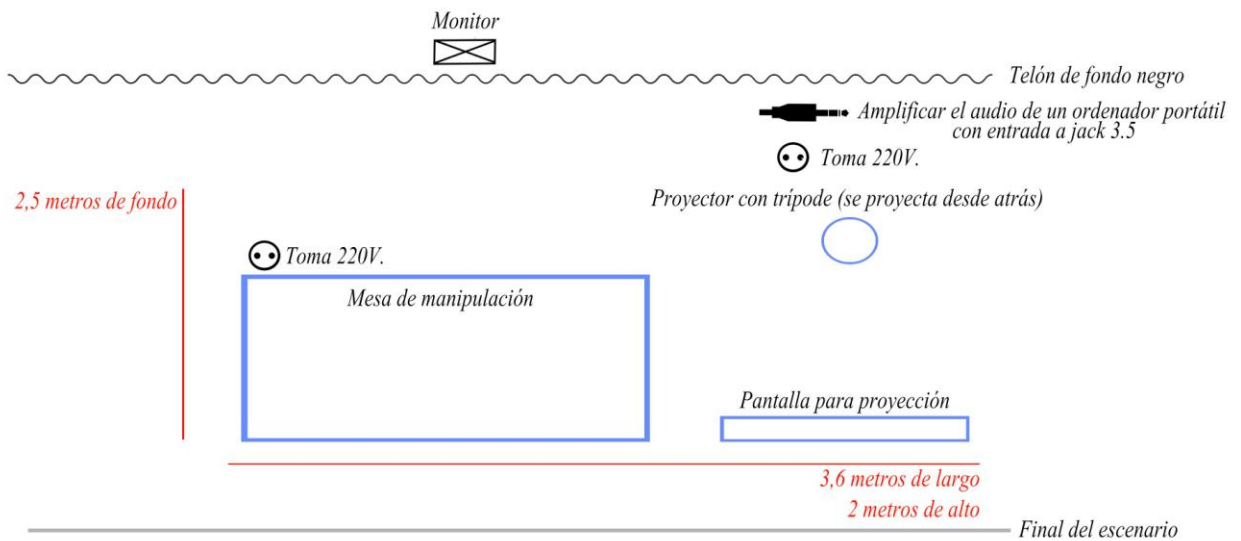 Monitor
Telón de fondo negro
Amplificar el audio de un ordenador portátil
con entrada a jack 3.5
Toma 220V.
2,5 metros de fondo
Proyector con trípode (se proyecta desde atrás)
Toma 220V.
Mesa de manipulación
Pantalla para proyección
3,6 metros de largo
2 metros de alto
Final del escenario